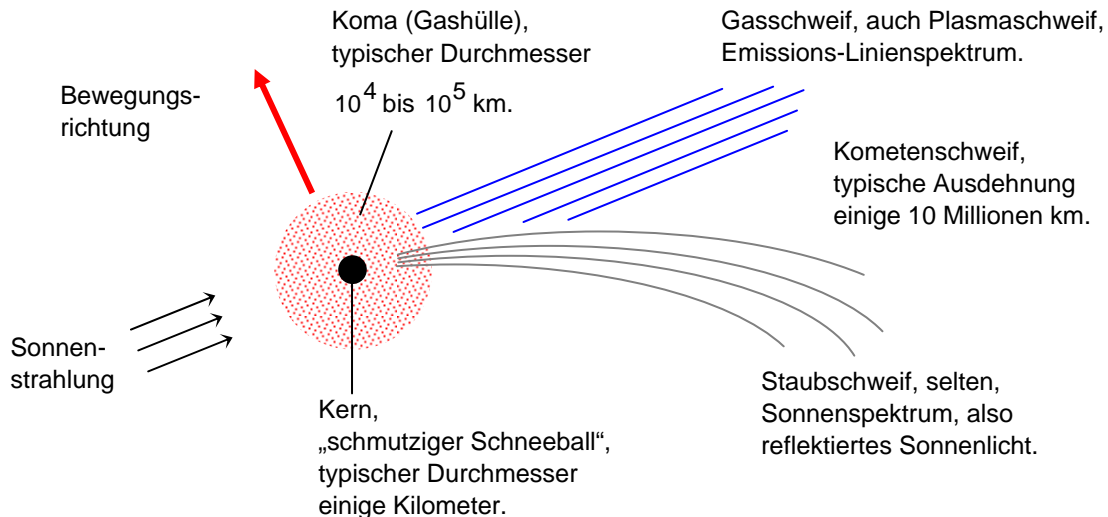 Koma (Gashülle),
typischer Durchmesser
10^4 bis 10^5 km.
Gasschweif, auch Plasmaschweif,
Emissions-Linienspektrum.
Bewegungs-
richtung
Kometenschweif,
typische Ausdehnung
einige 10 Millionen km.
Sonnen-
strahlung
Kern,
„schmutziger Schneeball“,
typischer Durchmesser
einige Kilometer.
Staubschweif, selten,
Sonnenspektrum, also
reflektiertes Sonnenlicht.